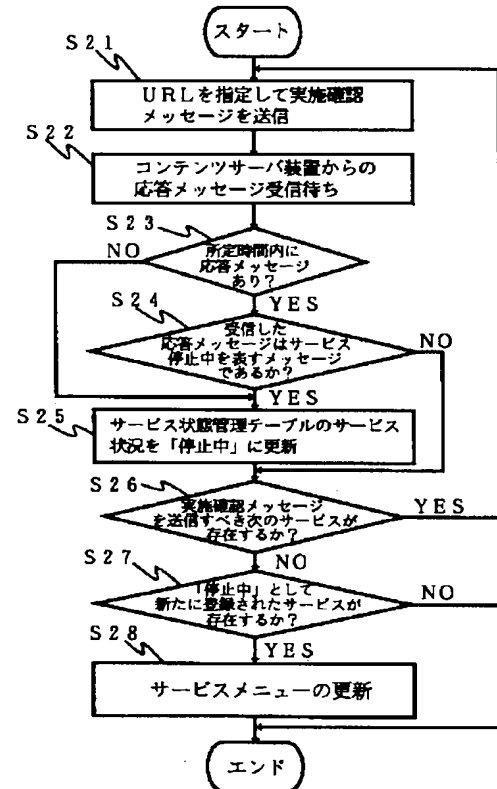 スタート
S21
URLを指定して実施確認
メッセージを送信
S22
コンテンツサーバ装置からの
応答メッセージ受信待ち
S23
所定時間内に
応答メッセージ
あり?
NO
YES
S24
受信した
応答メッセージはサービス
停止中を表すメッセージ
であるか?
NO
YES
S25
サービス状態管理テーブルのサービス
状況を「停止中」に更新
S26
実施確認メッセージ
を送信すべき次のサービスが
存在するか?
YES
NO
S27
「停止中」として
新たに登録されたサービスが
存在するか?
NO
YES
S28
サービスメニューの更新
エンド